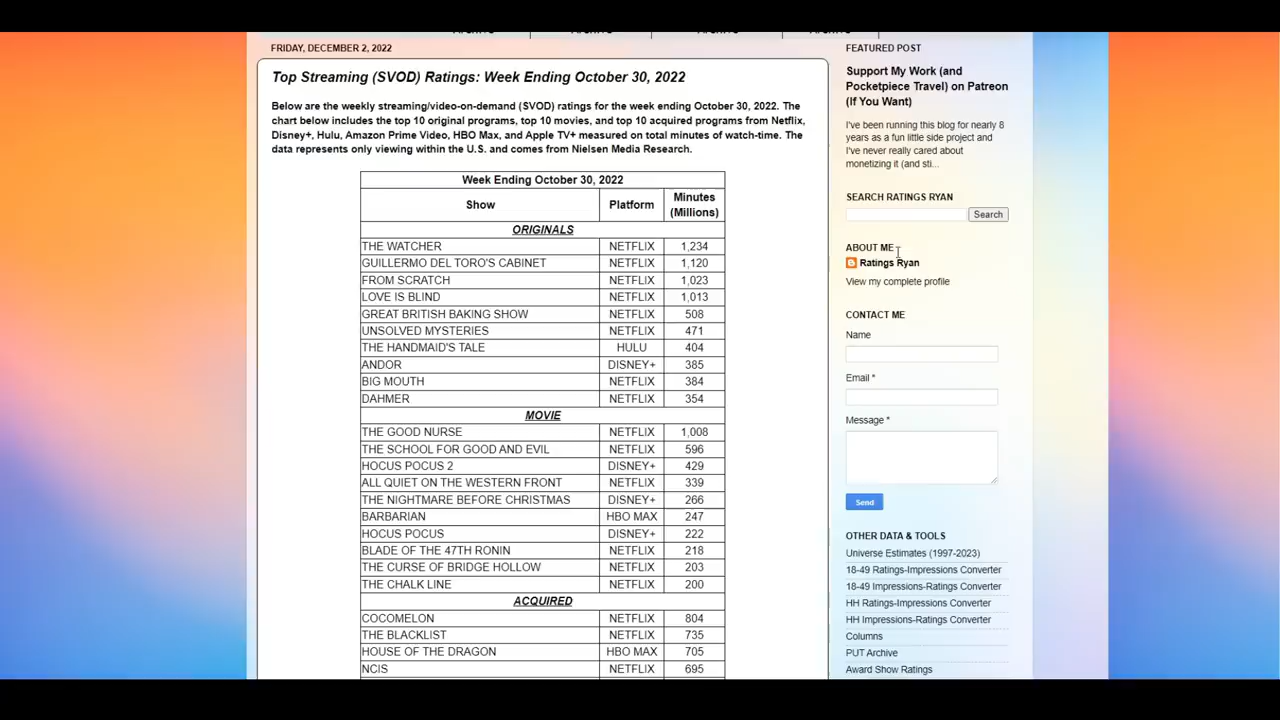 FRIDAY, DECEMBER 2, 2022
Top Streaming (SVOD) Ratings: Week Ending October 30, 2022
Below are the weekly streaming/video-on-demand (SVOD) ratings for the week ending October 30, 2022. The
chart below includes the top 10 original programs, top 10 movies, and top 10 acquired programs from Netflix,
Disney+, Hulu, Amazon Prime Video, HBO Max, and Apple TV+ measured on total minutes of watch-time. The
data represents only viewing within the U.S. and comes from Nielsen Media Research.
Week Ending October 30, 2022
Show Platform Minutes (Millions)
ORIGINALS
THE WATCHER NETFLIX 1,234
GUILLERMO DEL TORO'S CABINET NETFLIX 1,120
FROM SCRATCH NETFLIX 1,023
LOVE IS BLIND NETFLIX 1,013
GREAT BRITISH BAKING SHOW NETFLIX 508
UNSOLVED MYSTERIES NETFLIX 471
THE HANDMAID'S TALE HULU 404
ANDOR DISNEY+ 385
BIG MOUTH NETFLIX 384
DAHMER NETFLIX 354
MOVIE
THE GOOD NURSE NETFLIX 1,008
THE SCHOOL FOR GOOD AND EVIL NETFLIX 596
HOCUS POCUS 2 DISNEY+ 429
ALL QUIET ON THE WESTERN FRONT NETFLIX 339
THE NIGHTMARE BEFORE CHRISTMAS DISNEY+ 266
BARBARIAN HBO MAX 247
HOCUS POCUS DISNEY+ 222
BLADE OF THE 47TH RONIN NETFLIX 218
THE CURSE OF BRIDGE HOLLOW NETFLIX 203
THE CHALK LINE NETFLIX 200
ACQUIRED
COCOMELON NETFLIX 804
THE BLACKLIST NETFLIX 735
HOUSE OF THE DRAGON HBO MAX 705
NCIS NETFLIX 695
FEATURED POST
Support My Work (and
Pocketpiece Travel) on Patreon
(If You Want)
I've been running this blog for nearly 8
years as a fun little side project and
I've never really cared about
monetizing it (and sti...
SEARCH RATINGS RYAN
Search
ABOUT ME
Ratings Ryan
View my complete profile
CONTACT ME
Name
Email *
Message *
Send
OTHER DATA & TOOLS
Universe Estimates (1997-2023)
18-49 Ratings-Impressions Converter
18-49 Impressions-Ratings Converter
HH Ratings-Impressions Converter
HH Impressions-Ratings Converter
Columns
PUT Archive
Award Show Ratings